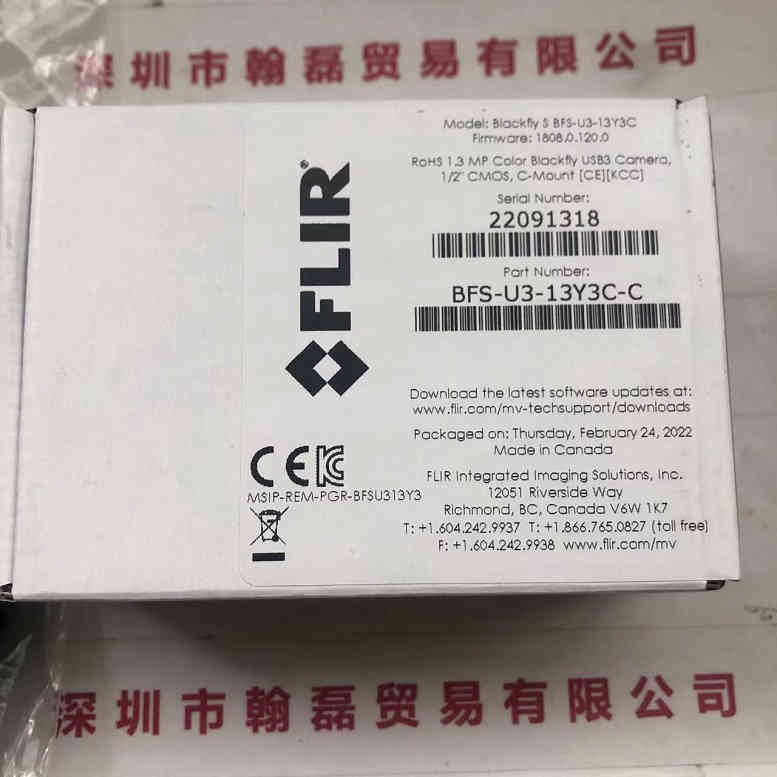 深圳市翰磊贸易有限公司
FLIR®
Model: Blackfly S BFS-U3-13Y3C
Firmware: 1808.0.120.0
RoHS 1.3 MP Color Blackfly USB3 Camera,
1/2" CMOS, C-Mount [CE][KCC]
Serial Number:
22091318
Part Number:
BFS-U3-13Y3C-C
Download the latest software updates at:
www.flir.com/mv-techsupport/downloads
Packaged on: Thursday, February 24, 2022
Made in Canada
CE
MSIP-REM-PGR-BFSU313Y3
FLIR Integrated Imaging Solutions, Inc.
12051 Riverside Way
Richmond, BC, Canada V6W 1K7
T: +1.604.242.9937 T: +1.866.765.0827 (toll free)
F: +1.604.242.9938 www.flir.com/mv
深圳市翰磊贸易有限公司